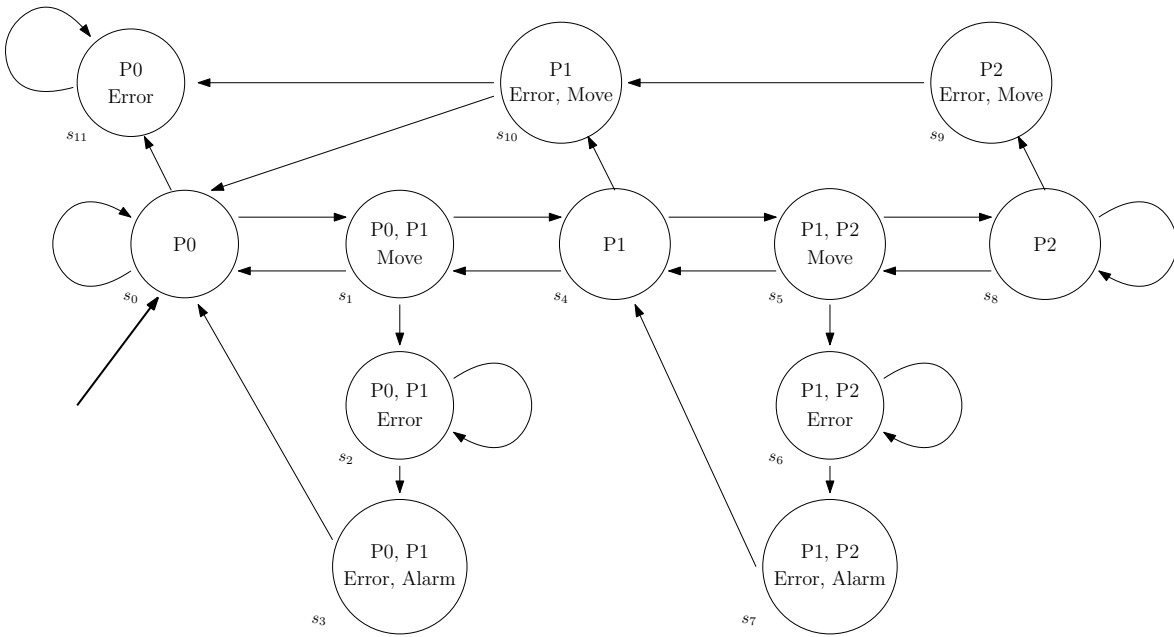 P0
Error
s11
P1
Error, Move
s10
P2
Error, Move
s9
P0
s0
P0, P1
Move
s1
P1
s4
P1, P2
Move
s5
P2
s8
P0, P1
Error
s2
P1, P2
Error
s6
P0, P1
Error, Alarm
s3
P1, P2
Error, Alarm
s7